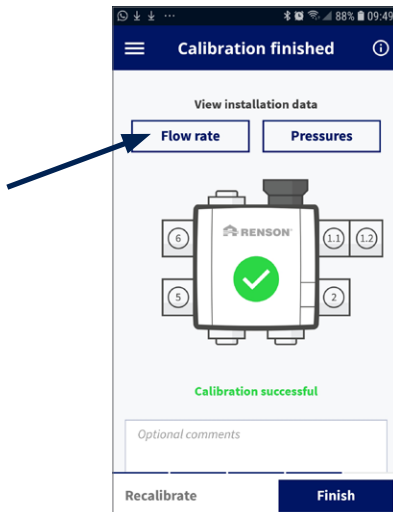 88% 09:49
Calibration finished
View installation data
Flow rate Pressures
RENSON
6 1.1 1.2
5 2
Calibration successful
Optional comments
Recalibrate Finish